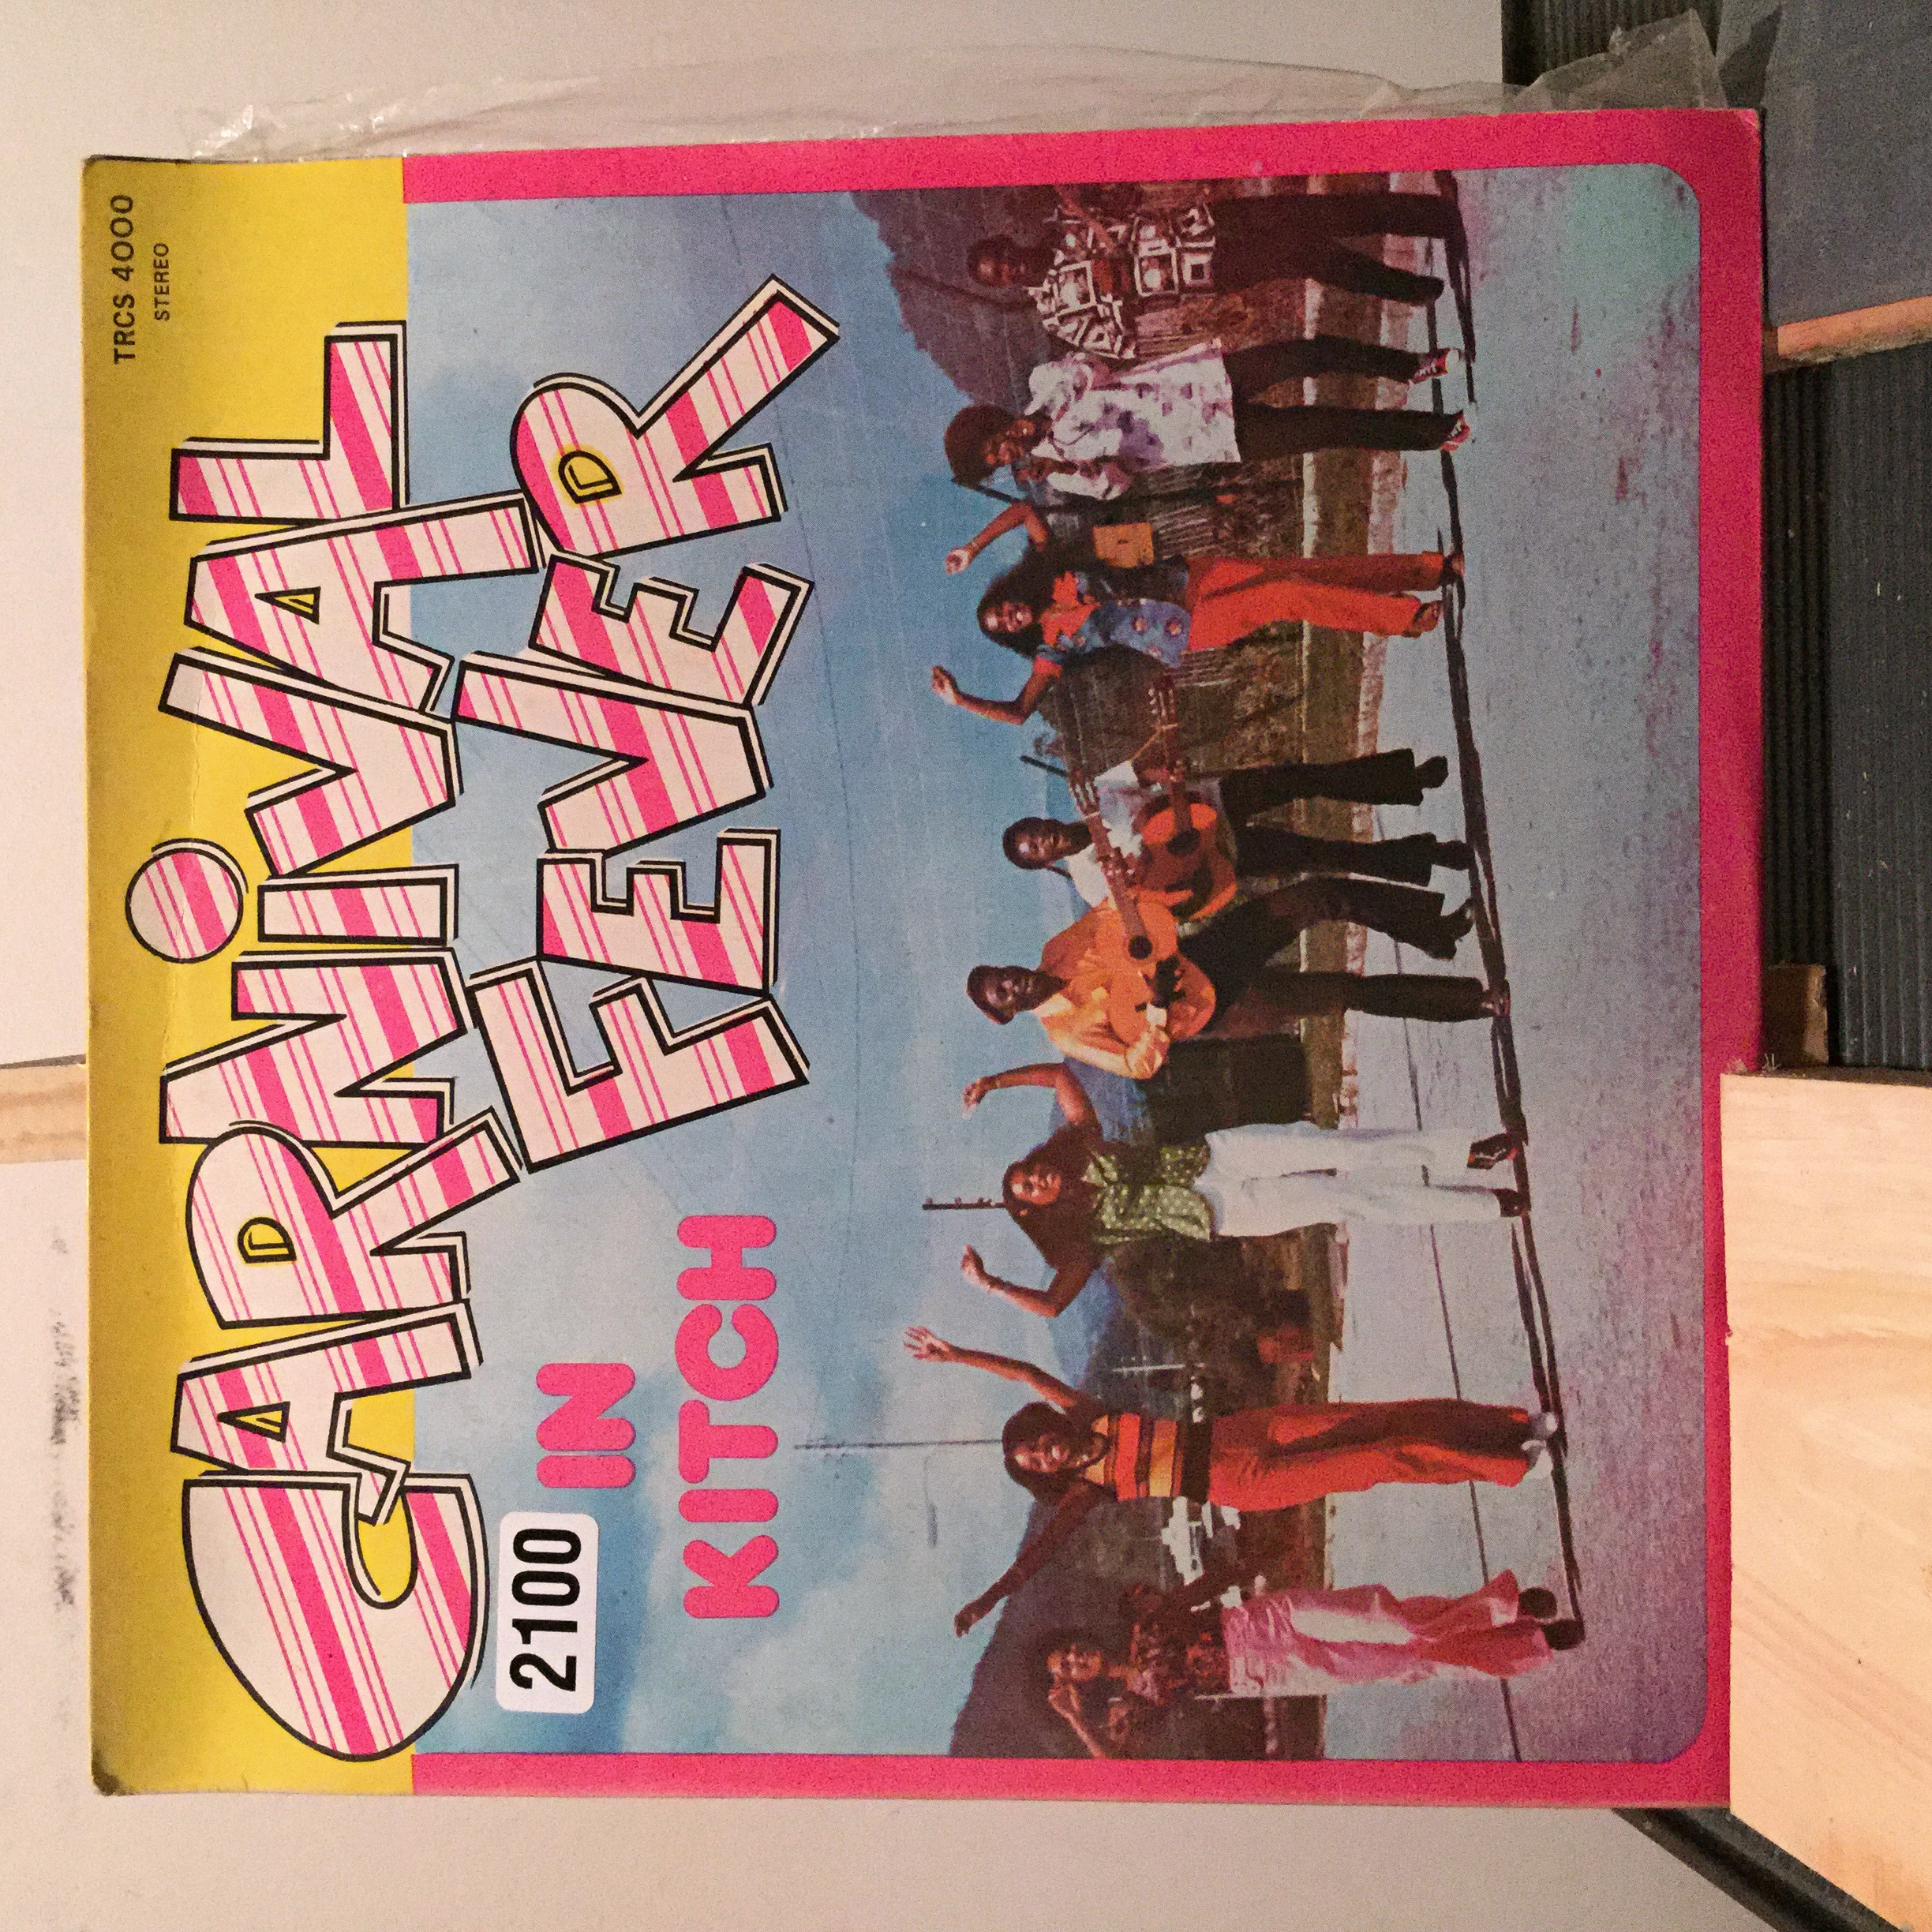 TRCS 4000
STEREO
CARNiVAL
FEVER
IN
KITCH
2100